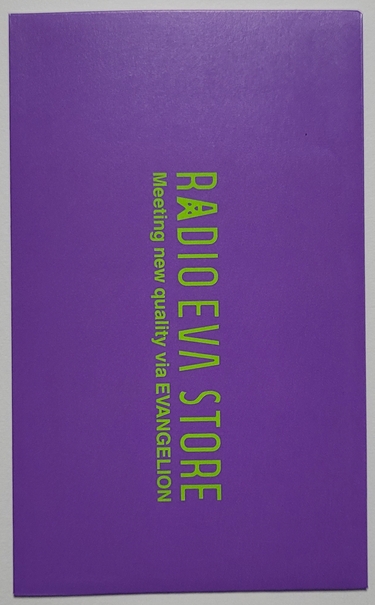 RADIO EVA STORE
Meeting new quality via EVANGELION